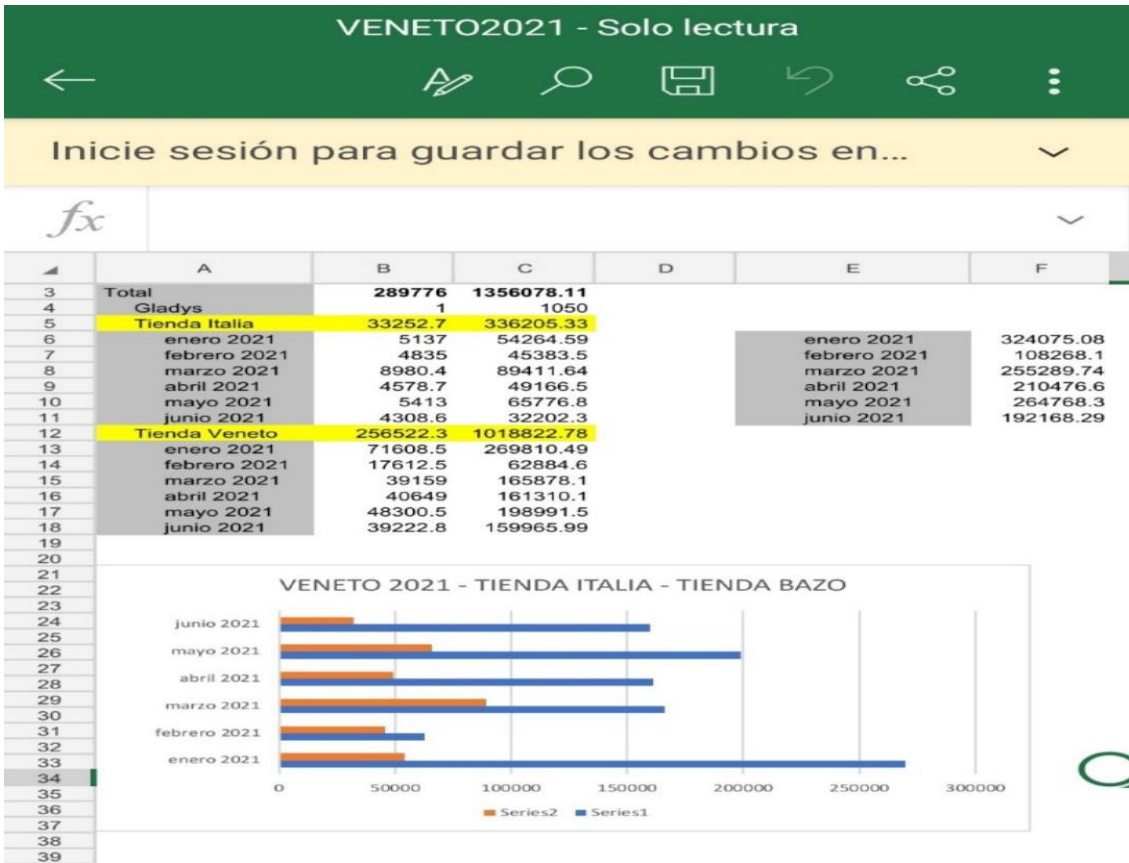 VENETO2021 - Solo lectura
Inicie sesión para guardar los cambios en...
fx
A B C D E F
3 Total 289776 1356078.11
4 Gladys 1 1050
5 Tienda Italia 33252.7 336205.33
6 enero 2021 5137 54264.59 enero 2021 324075.08
7 febrero 2021 4835 45383.5 febrero 2021 108268.1
8 marzo 2021 8980.4 89411.64 marzo 2021 255289.74
9 abril 2021 4578.7 49166.5 abril 2021 210476.6
10 mayo 2021 5413 65776.8 mayo 2021 264768.3
11 junio 2021 4308.6 32202.3 junio 2021 192168.29
12 Tienda Veneto 256522.3 1018822.78
13 enero 2021 71608.5 269810.49
14 febrero 2021 17612.5 62884.6
15 marzo 2021 39159 165878.1
16 abril 2021 40649 161310.1
17 mayo 2021 48300.5 198991.5
18 junio 2021 39222.8 159965.99
19
20
21
22 VENETO 2021 - TIENDA ITALIA - TIENDA BAZO
23
24 junio 2021
25
26 mayo 2021
27
28 abril 2021
29
30 marzo 2021
31 febrero 2021
32
33 enero 2021
34
35 0 50000 100000 150000 200000 250000 300000
36 Series2 Series1
37
38
39